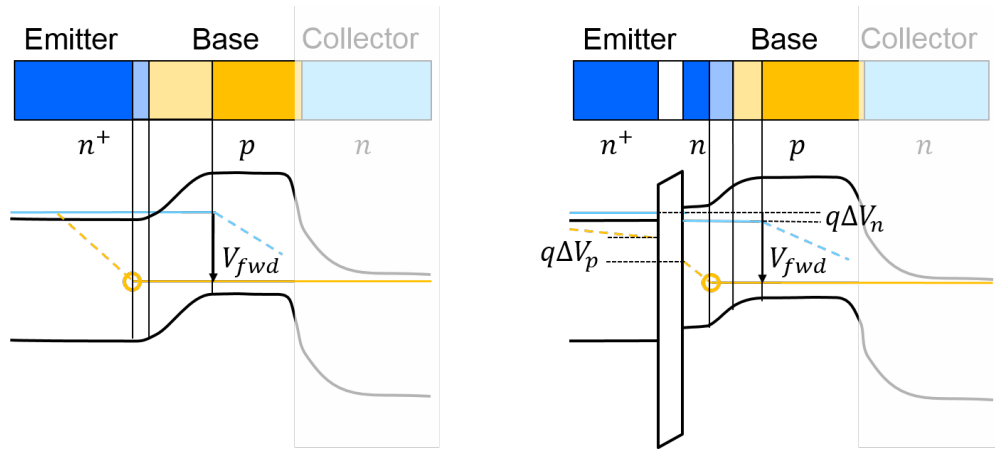 Emitter Base Collector
n⁺ p n
V_fwd
Emitter Base Collector
n⁺ n p n
qΔV_n
qΔV_p V_fwd